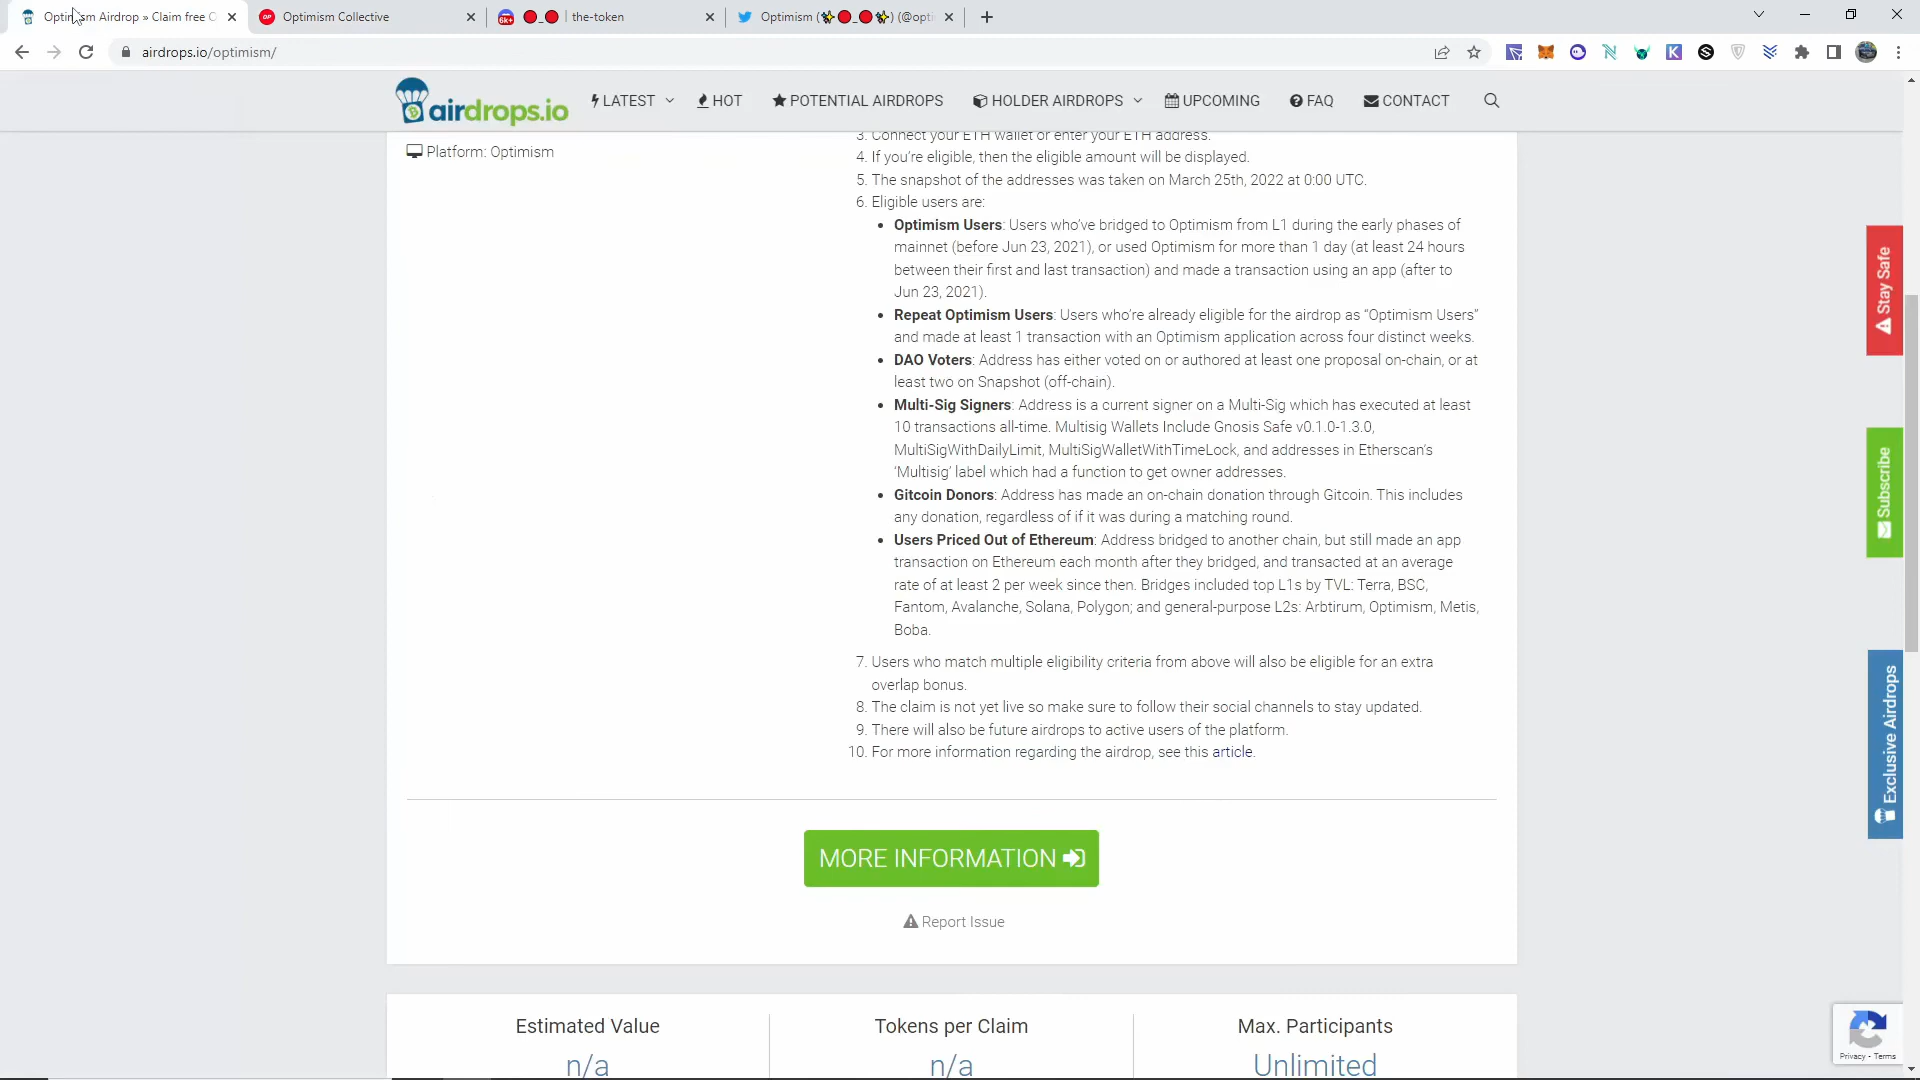 Optimism Airdrop » Claim free
Optimism Collective
6k+
the-token
Optimism (✨🔴_🔴✨) (@opti
airdrops.io/optimism/
airdrops.io
LATEST
HOT
POTENTIAL AIRDROPS
HOLDER AIRDROPS
UPCOMING
FAQ
CONTACT
Platform: Optimism
3. Connect your ETH wallet or enter your ETH address.
4. If you’re eligible, then the eligible amount will be displayed.
5. The snapshot of the addresses was taken on March 25th, 2022 at 0:00 UTC.
6. Eligible users are:
• Optimism Users: Users who’ve bridged to Optimism from L1 during the early phases of
mainnet (before Jun 23, 2021), or used Optimism for more than 1 day (at least 24 hours
between their first and last transaction) and made a transaction using an app (after to
Jun 23, 2021).
• Repeat Optimism Users: Users who’re already eligible for the airdrop as “Optimism Users”
and made at least 1 transaction with an Optimism application across four distinct weeks.
• DAO Voters: Address has either voted on or authored at least one proposal on-chain, or at
least two on Snapshot (off-chain).
• Multi-Sig Signers: Address is a current signer on a Multi-Sig which has executed at least
10 transactions all-time. Multisig Wallets Include Gnosis Safe v0.1.0-1.3.0,
MultiSigWithDailyLimit, MultiSigWalletWithTimeLock, and addresses in Etherscan’s
‘Multisig’ label which had a function to get owner addresses.
• Gitcoin Donors: Address has made an on-chain donation through Gitcoin. This includes
any donation, regardless of if it was during a matching round.
• Users Priced Out of Ethereum: Address bridged to another chain, but still made an app
transaction on Ethereum each month after they bridged, and transacted at an average
rate of at least 2 per week since then. Bridges included top L1s by TVL: Terra, BSC,
Fantom, Avalanche, Solana, Polygon; and general-purpose L2s: Arbtirum, Optimism, Metis,
Boba.
7. Users who match multiple eligibility criteria from above will also be eligible for an extra
overlap bonus.
8. The claim is not yet live so make sure to follow their social channels to stay updated.
9. There will also be future airdrops to active users of the platform.
10. For more information regarding the airdrop, see this article.
MORE INFORMATION
Report Issue
Estimated Value
n/a
Tokens per Claim
n/a
Max. Participants
Unlimited
Stay Safe
Subscribe
Exclusive Airdrops
Privacy - Terms